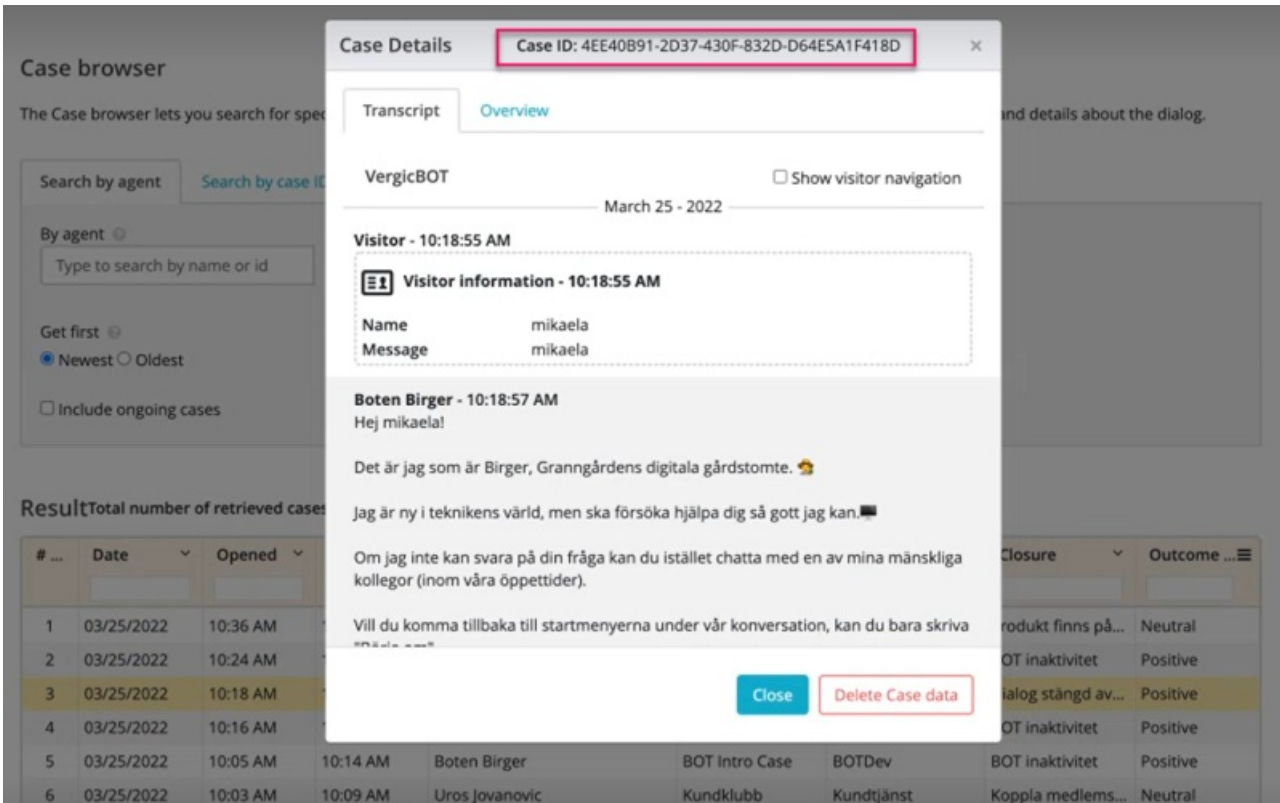 Case Details
Case ID: 4EE40B91-2D37-430F-832D-D64E5A1F418D
×
Case browser
The Case browser lets you search for spec
and details about the dialog.
Transcript Overview
Search by agent Search by case ID
VergicBOT
Show visitor navigation
March 25 - 2022
By agent
Type to search by name or id
Visitor - 10:18:55 AM
Visitor information - 10:18:55 AM
Name mikaela
Message mikaela
Get first
Newest Oldest
Include ongoing cases
Boten Birger - 10:18:57 AM
Hej mikaela!
Det är jag som är Birger, Granngårdens digitala gårdstomte.
Jag är ny i teknikens värld, men ska försöka hjälpa dig så gott jag kan.
Om jag inte kan svara på din fråga kan du istället chatta med en av mina mänskliga
kollegor (inom våra öppettider).
Vill du komma tillbaka till startmenyerna under vår konversation, kan du bara skriva
Close Delete Case data
Result Total number of retrieved cases
# ... Date Opened Closure Outcome ...
1 03/25/2022 10:36 AM rodukt finns på... Neutral
2 03/25/2022 10:24 AM OT inaktivitet Positive
3 03/25/2022 10:18 AM ialog stängd av... Positive
4 03/25/2022 10:16 AM OT inaktivitet Positive
5 03/25/2022 10:05 AM 10:14 AM Boten Birger BOT Intro Case BOTDev BOT inaktivitet Positive
6 03/25/2022 10:03 AM 10:09 AM Uros Jovanovic Kundklubb Kundtjänst Koppla medlems... Neutral